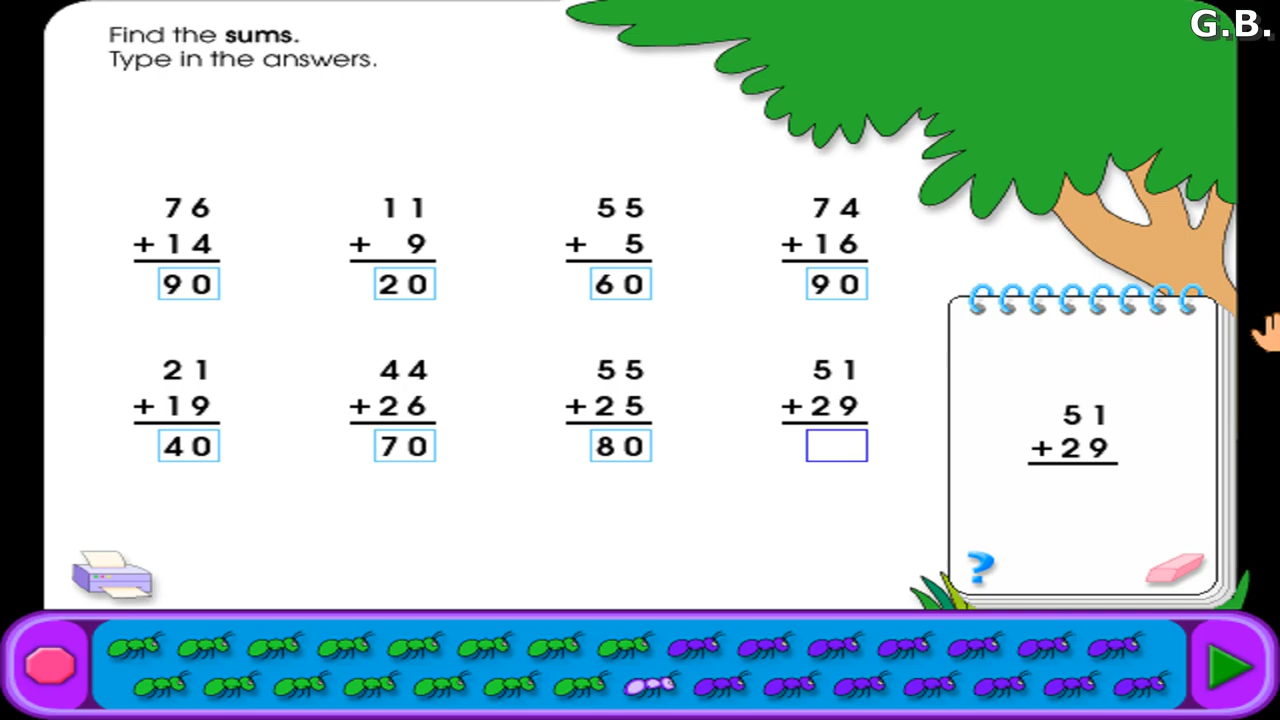 G.B.
Find the sums.
Type in the answers.
76 11 55 74
+14 + 9 + 5 +16
90 20 60 90
21 44 55 51
+19 +26 +25 +29
40 70 80
51
+29
?